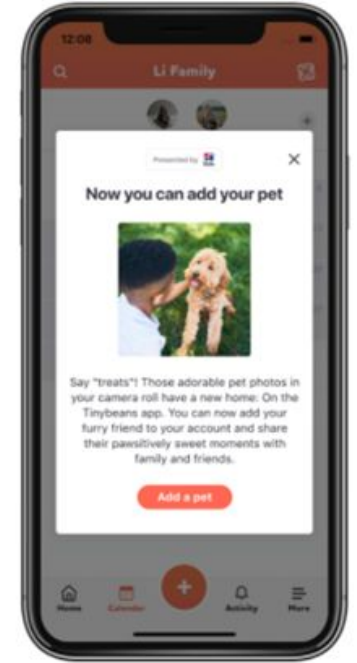 12:08
Li Family
Presented by
Now you can add your pet
Say "treats"! Those adorable pet photos in
your camera roll have a new home: On the
Tinybeans app. You can now add your
furry friend to your account and share
their pawsitively sweet moments with
family and friends.
Add a pet
Home
Calendar
Activity
More